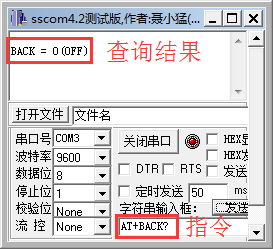 sscom4.2测试版,作者:聂小猛(
BACK = 0(OFF)
查询结果
打开文件 文件名
串口号 COM3 关闭串口 HEX显
波特率 9600 HEX发
数据位 8 DTR RTS 发送
停止位 1 定时发送 50 ms
校验位 None 字符串输入框: 发送
流 控 None AT+BACK? 指令